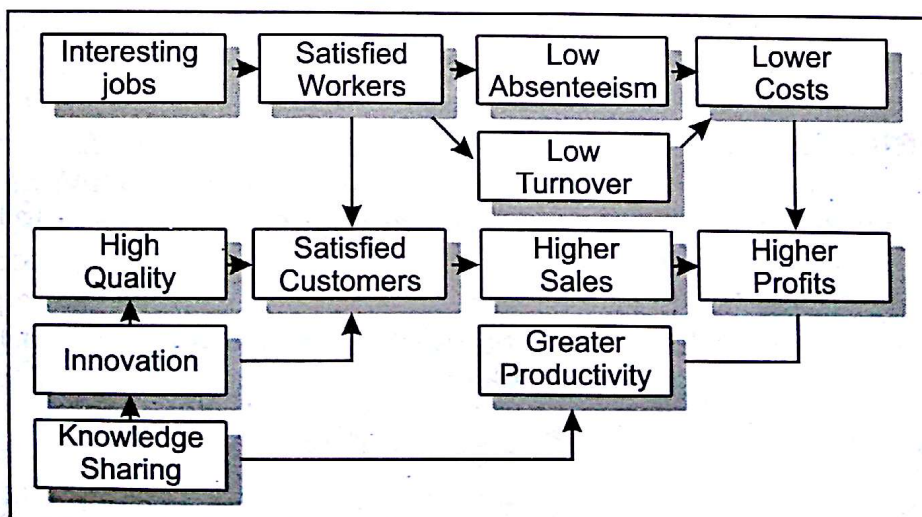 Interesting
jobs
Satisfied
Workers
Low
Absenteeism
Lower
Costs
Low
Turnover
High
Quality
Satisfied
Customers
Higher
Sales
Higher
Profits
Innovation
Greater
Productivity
Knowledge
Sharing